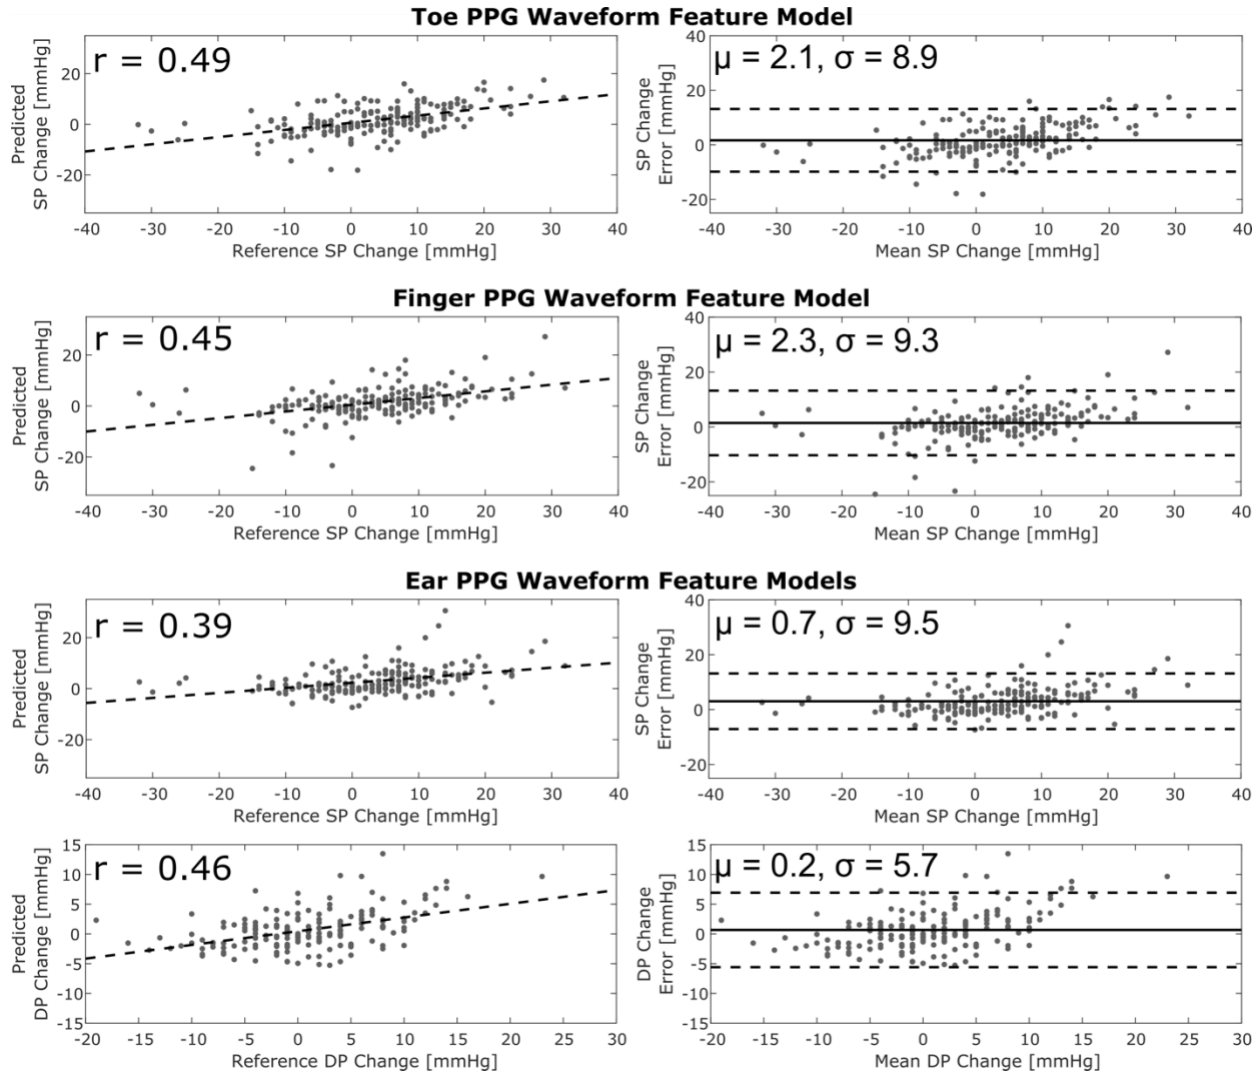 Toe PPG Waveform Feature Model
r = 0.49
Predicted
SP Change [mmHg]
20
0
-20
-40 -30 -20 -10 0 10 20 30 40
Reference SP Change [mmHg]
μ = 2.1, σ = 8.9
SP Change
Error [mmHg]
40
20
0
-20
-40 -30 -20 -10 0 10 20 30 40
Mean SP Change [mmHg]
Finger PPG Waveform Feature Model
r = 0.45
Predicted
SP Change [mmHg]
20
0
-20
-40 -30 -20 -10 0 10 20 30 40
Reference SP Change [mmHg]
μ = 2.3, σ = 9.3
SP Change
Error [mmHg]
40
20
0
-20
-40 -30 -20 -10 0 10 20 30 40
Mean SP Change [mmHg]
Ear PPG Waveform Feature Models
r = 0.39
Predicted
SP Change [mmHg]
20
0
-20
-40 -30 -20 -10 0 10 20 30 40
Reference SP Change [mmHg]
μ = 0.7, σ = 9.5
SP Change
Error [mmHg]
40
20
0
-20
-40 -30 -20 -10 0 10 20 30 40
Mean SP Change [mmHg]
r = 0.46
Predicted
DP Change [mmHg]
15
10
5
0
-5
-10
-15
-20 -15 -10 -5 0 5 10 15 20 25 30
Reference DP Change [mmHg]
μ = 0.2, σ = 5.7
DP Change
Error [mmHg]
15
10
5
0
-5
-10
-15
-20 -15 -10 -5 0 5 10 15 20 25 30
Mean DP Change [mmHg]